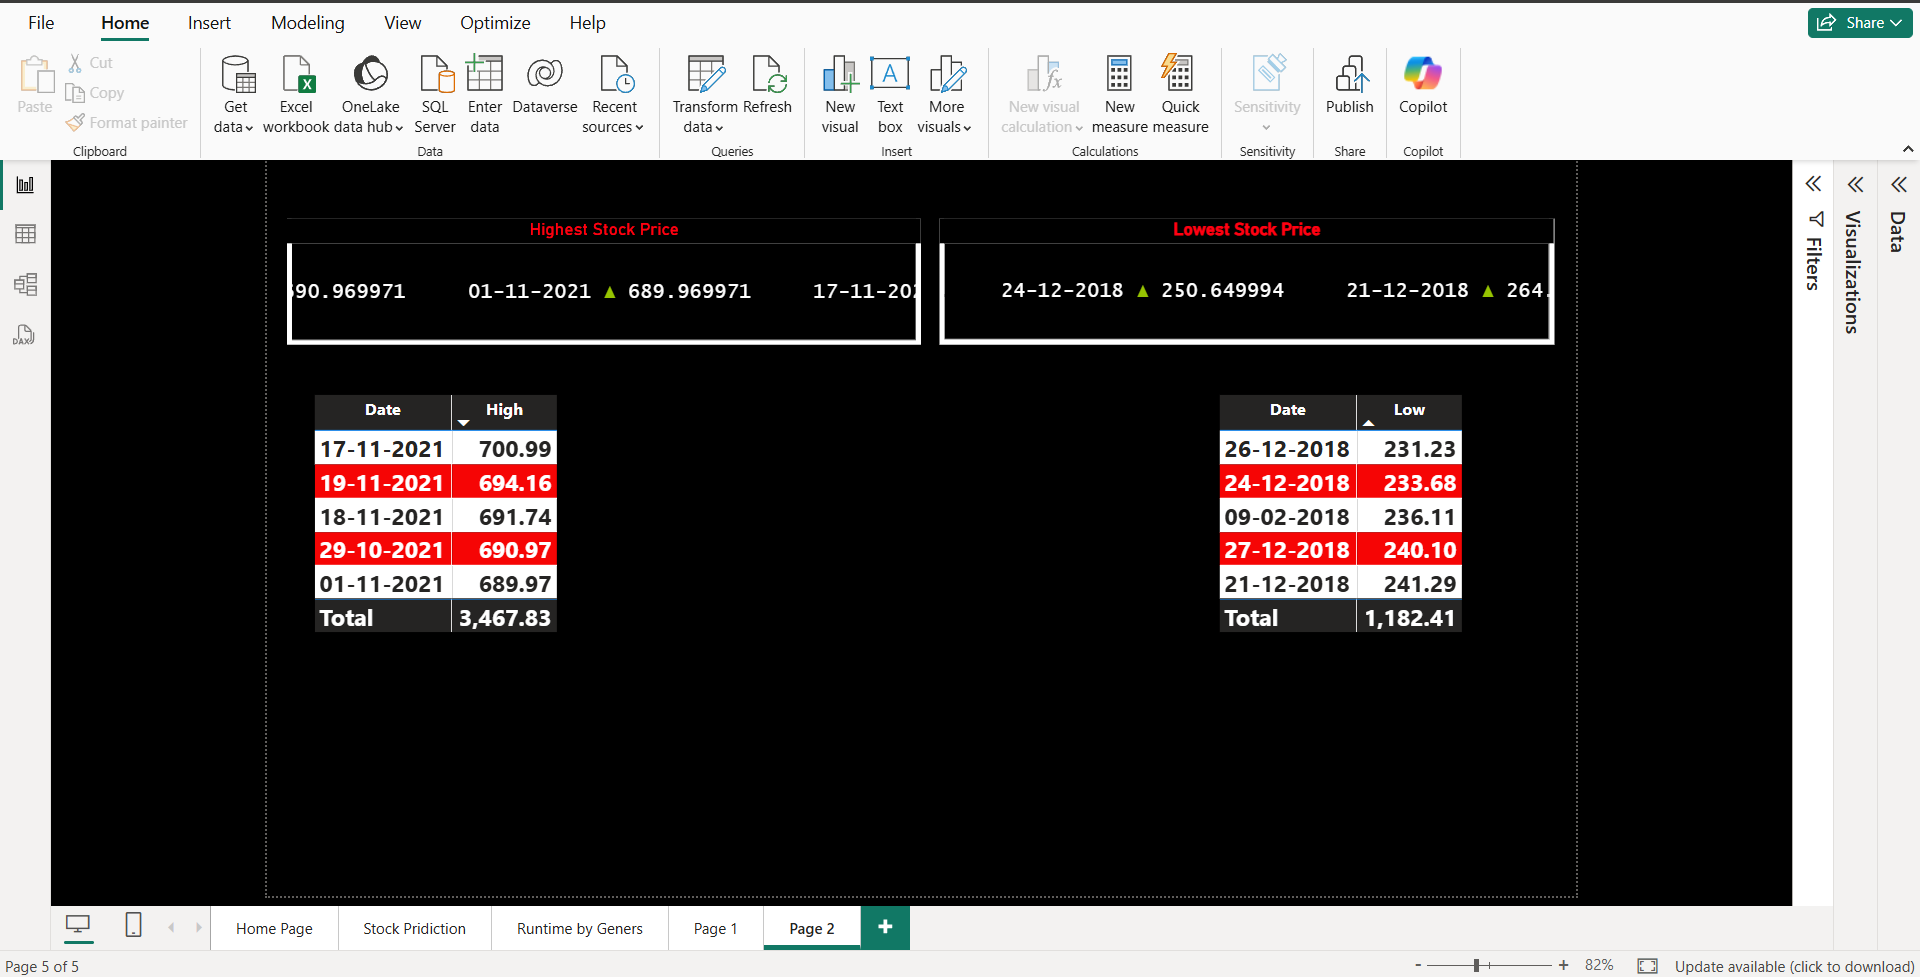 File Home Insert Modeling View Optimize Help Share
Paste Cut
Copy
Format painter
Get data Excel workbook OneLake data hub SQL Server Enter data Dataverse Recent sources Transform data Refresh New visual Text box More visuals New visual calculation New measure Quick measure Sensitivity Publish Copilot
Clipboard Data Queries Insert Calculations Sensitivity Share Copilot
Highest Stock Price
690.969971 01-11-2021 ▲ 689.969971 17-11-202
Lowest Stock Price
24-12-2018 ▲ 250.649994 21-12-2018 ▲ 264.
Date High
17-11-2021 700.99
19-11-2021 694.16
18-11-2021 691.74
29-10-2021 690.97
01-11-2021 689.97
Total 3,467.83
Date Low
26-12-2018 231.23
24-12-2018 233.68
09-02-2018 236.11
27-12-2018 240.10
21-12-2018 241.29
Total 1,182.41
Filters
Visualizations
Data
DAX
Home Page Stock Pridiction Runtime by Geners Page 1 Page 2 +
Page 5 of 5 - + 82% Update available (click to download)